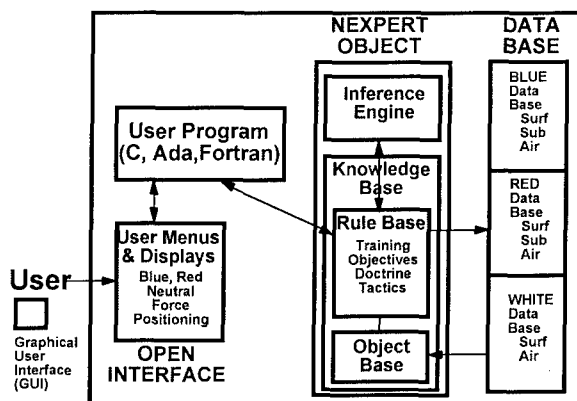 NEXPERT
OBJECT
DATA
BASE
Inference
Engine
User Program
(C, Ada,Fortran)
Knowledge
Base
Rule Base
Training
Objectives
Doctrine
Tactics
Object
Base
BLUE
Data
Base
Surf
Sub
Air
RED
Data
Base
Surf
Sub
Air
WHITE
Data
Base
Surf
Air
User Menus
& Displays
Blue, Red
Neutral
Force
Positioning
OPEN
INTERFACE
User
Graphical
User
Interface
(GUI)